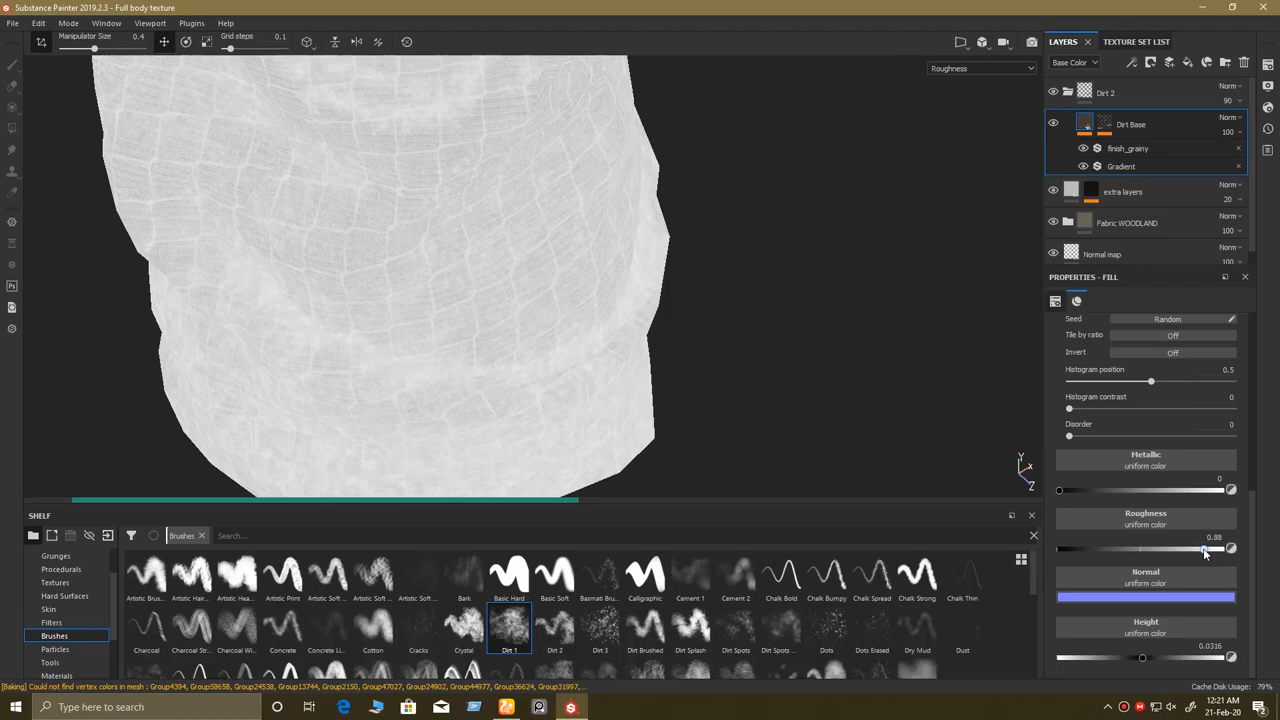 Substance Painter 2019.2.3 - Full body texture
File Edit Mode Window Viewport Plugins Help
Manipulator Size 0.4 Grid steps 0.1
Roughness
LAYERS TEXTURE SET LIST
Base Color
Dirt 2 Norm 90
Dirt Base Norm 100
finish_grainy
Gradient
extra layers Norm 20
Fabric WOODLAND Norm 100
Normal map Norm 100
PROPERTIES - FILL
Seed Random
Tile by ratio Off
Invert Off
Histogram position 0.5
Histogram contrast 0
Disorder 0
Metallic
uniform color
0
Roughness
uniform color
0.88
Normal
uniform color
Height
uniform color
0.0316
SHELF
Brushes Search...
Grunges
Procedurals
Textures
Hard Surfaces
Skin
Filters
Brushes
Particles
Tools
Materials
Artistic Brus... Artistic Hair... Artistic Hea... Artistic Print Artistic Soft ... Artistic Soft ... Artistic Soft ... Bark Basic Hard Basic Soft Basmati Bru... Calligraphic Cement 1 Cement 2 Chalk Bold Chalk Bumpy Chalk Spread Chalk Strong Chalk Thin
Charcoal Charcoal Str... Charcoal Wi... Concrete Concrete Li... Cotton Cracks Crystal Dirt 1 Dirt 2 Dirt 3 Dirt Brushed Dirt Splash Dirt Spots Dirt Spots ... Dots Dots Erased Dry Mud Dust
[Baking] Could not find vertex colors in mesh : Group4394, Group58658, Group24538, Group13744, Group2150, Group47027, Group24902, Group44977, Group36624, Group31997,...
Cache Disk Usage: 79%
Type here to search
12:21 AM
21-Feb-20
2
Y
X
Z
Ps